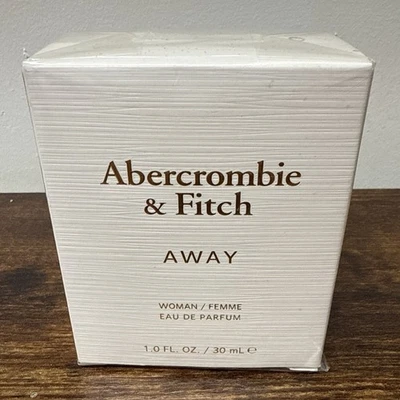 Abercrombie
& Fitch
AWAY
WOMAN / FEMME
EAU DE PARFUM
1.0 FL. OZ. / 30 mL ℮